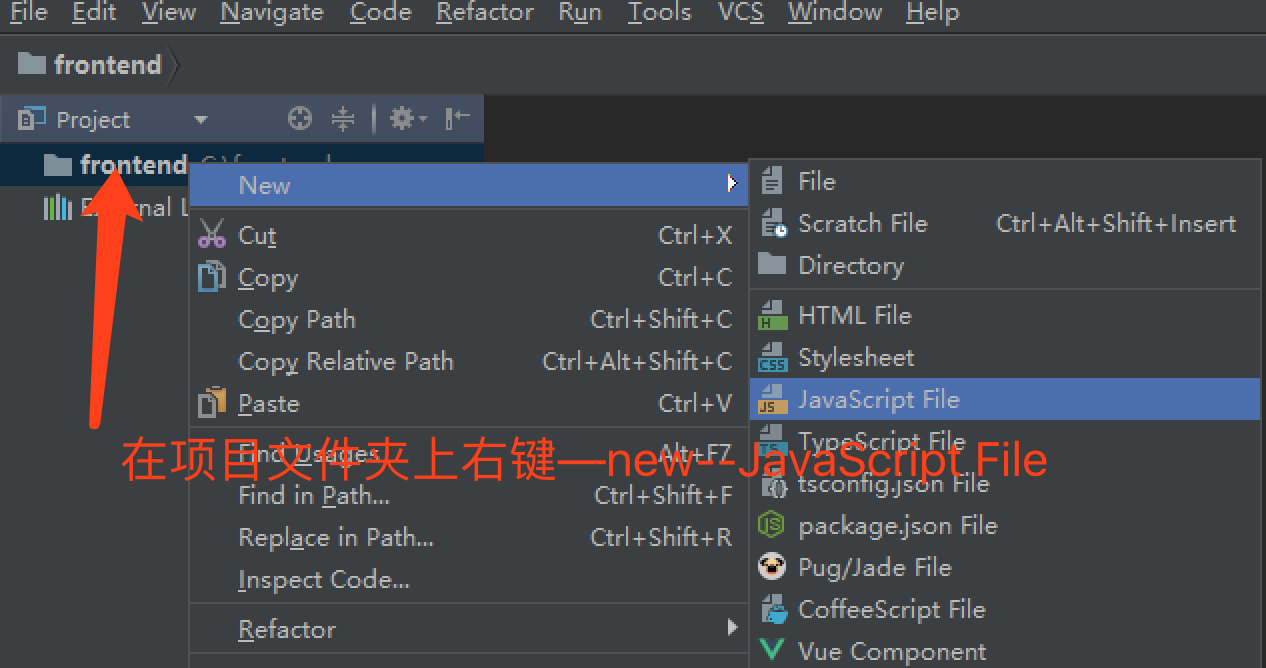 File Edit View Navigate Code Refactor Run Tools VCS Window Help
frontend
Project
frontend
New
Cut Ctrl+X
Copy Ctrl+C
Copy Path Ctrl+Shift+C
Copy Relative Path Ctrl+Alt+Shift+C
Paste Ctrl+V
Find Usages Alt+F7
Find in Path... Ctrl+Shift+F
Replace in Path... Ctrl+Shift+R
Inspect Code...
Refactor
File
Scratch File Ctrl+Alt+Shift+Insert
Directory
HTML File
Stylesheet
JavaScript File
TypeScript File
tsconfig.json File
package.json File
Pug/Jade File
CoffeeScript File
Vue Component
在项目文件夹上右键—new--JavaScript File